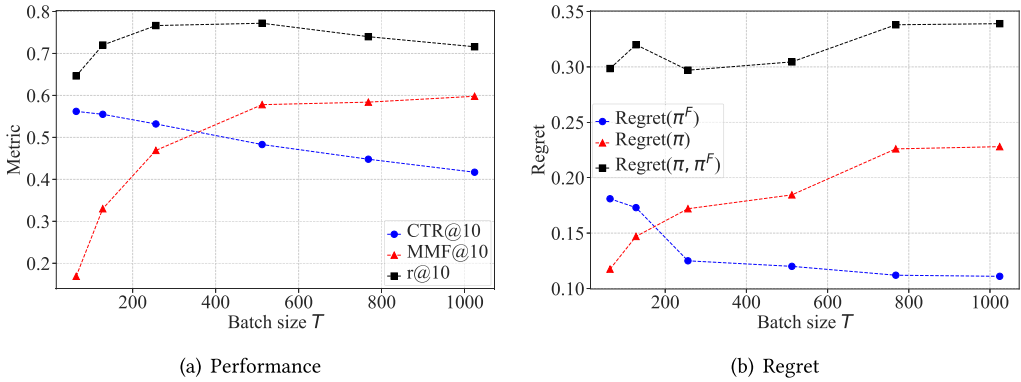 0.8
0.7
0.6
0.5
0.4
0.3
0.2
Metric
CTR@10
MMF@10
r@10
200 400 600 800 1000
Batch size T
(a) Performance
0.35
0.30
0.25
0.20
0.15
0.10
Regret
Regret(π^F)
Regret(π)
Regret(π, π^F)
200 400 600 800 1000
Batch size T
(b) Regret